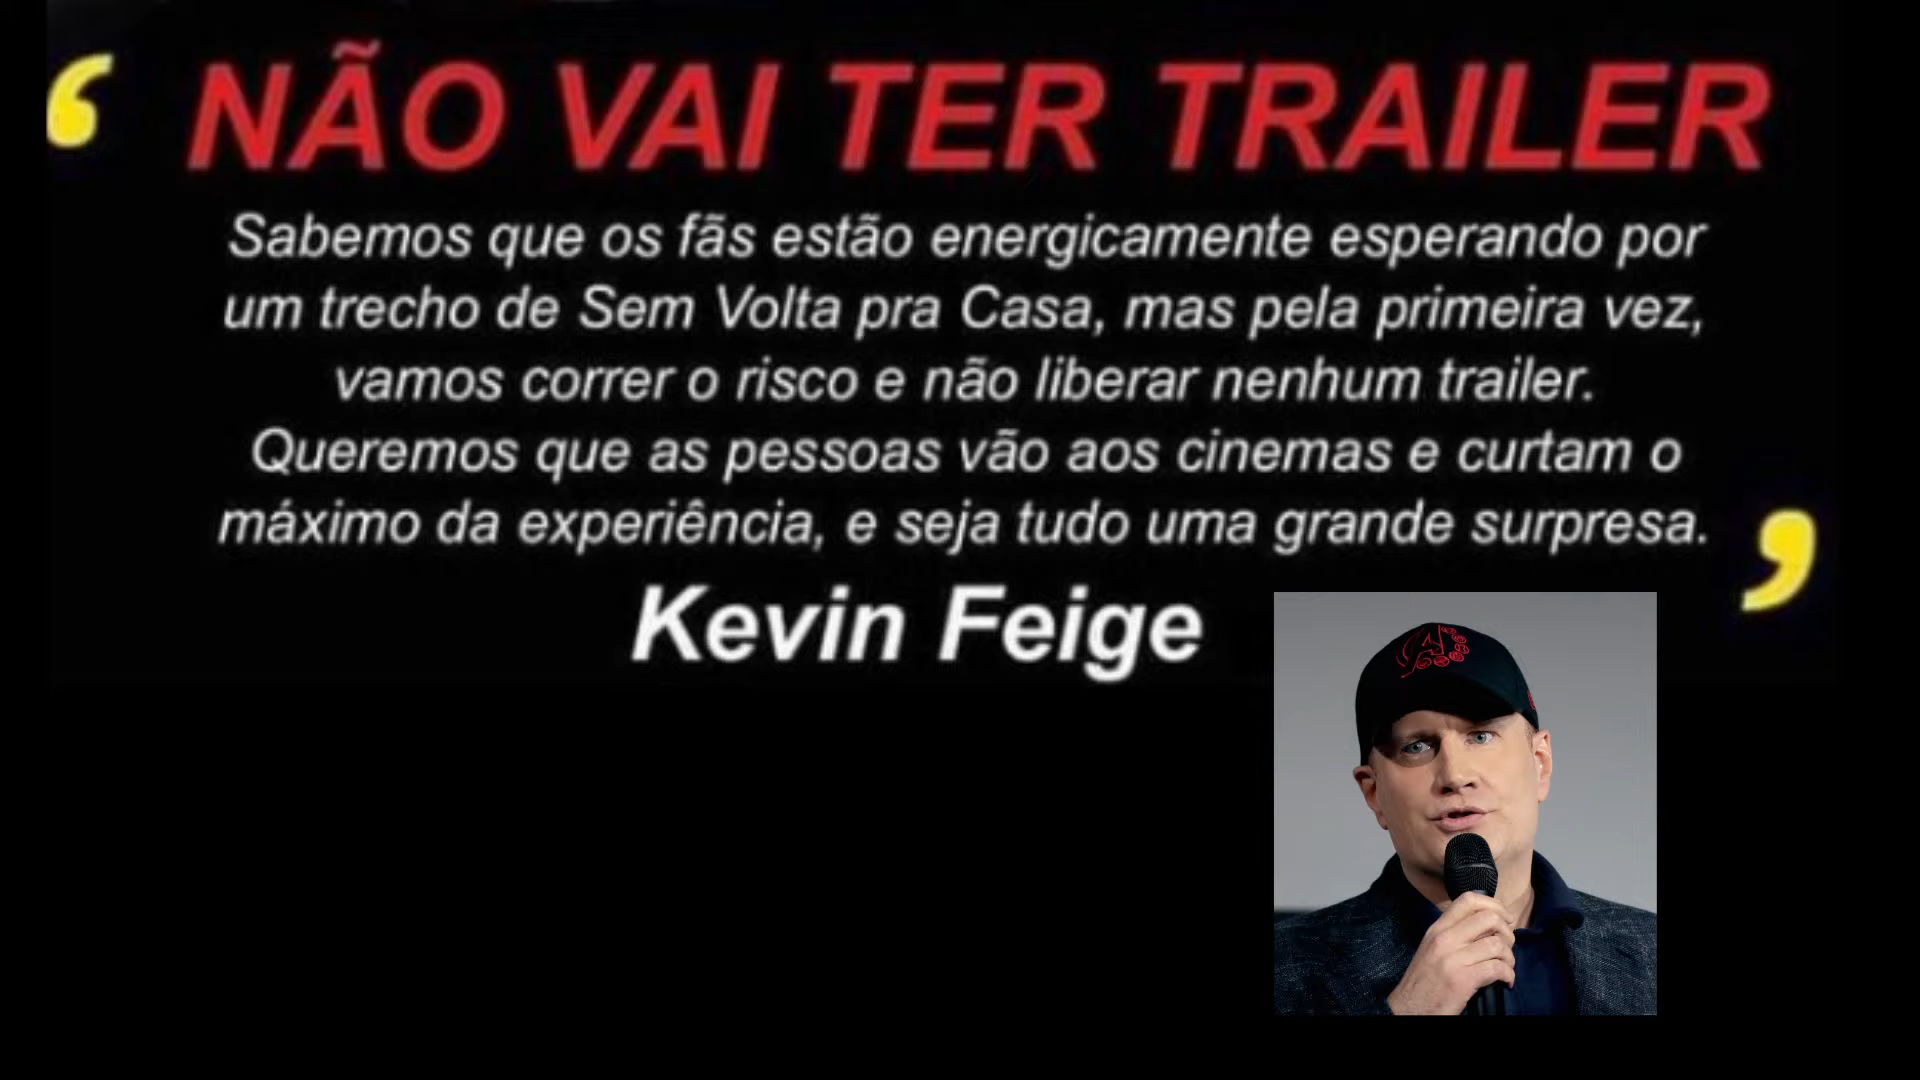 ‘ NÃO VAI TER TRAILER
Sabemos que os fãs estão energicamente esperando por
um trecho de Sem Volta pra Casa, mas pela primeira vez,
vamos correr o risco e não liberar nenhum trailer.
Queremos que as pessoas vão aos cinemas e curtam o
máximo da experiência, e seja tudo uma grande surpresa. ’
Kevin Feige